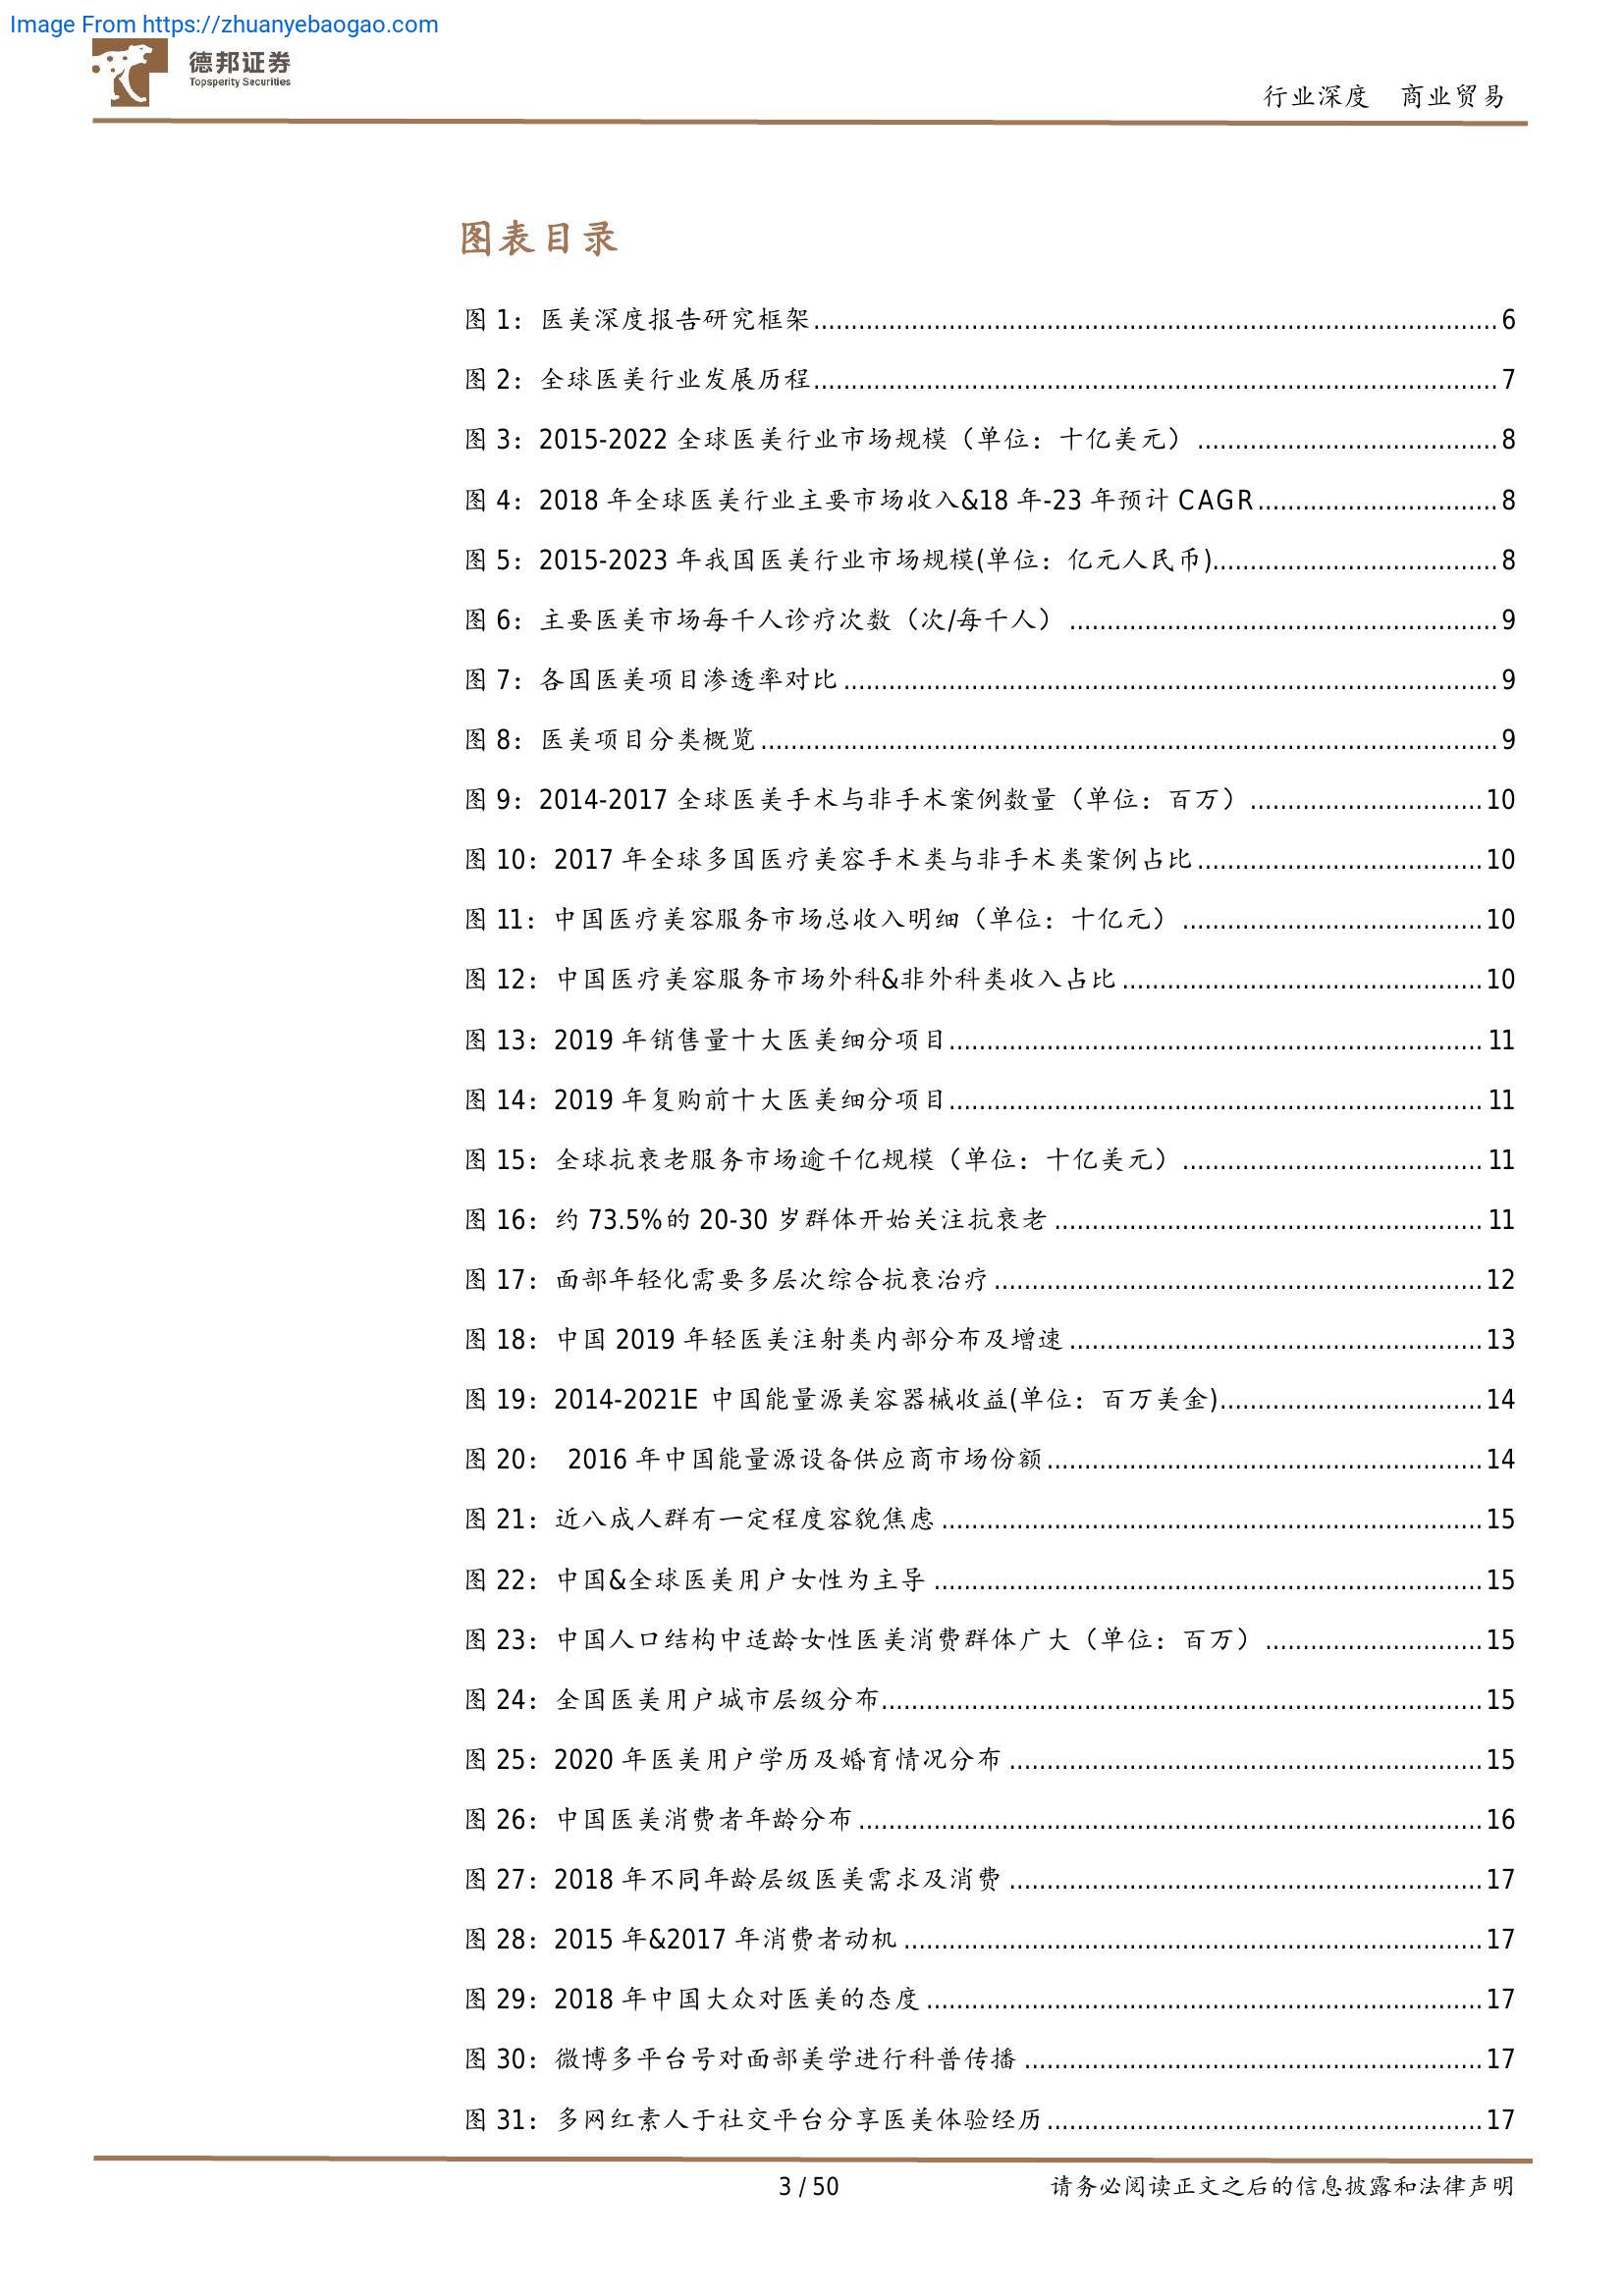 Image From https://zhuanyebaogao.com
德邦证券
Topsperity Securities
行业深度 商业贸易
图表目录
图 1：医美深度报告研究框架..........6
图 2：全球医美行业发展历程..........7
图 3：2015-2022 全球医美行业市场规模（单位：十亿美元）..........8
图 4：2018 年全球医美行业主要市场收入&18 年-23 年预计 CAGR..........8
图 5：2015-2023 年我国医美行业市场规模(单位：亿元人民币)..........8
图 6：主要医美市场每千人诊疗次数（次/每千人）..........9
图 7：各国医美项目渗透率对比..........9
图 8：医美项目分类概览..........9
图 9：2014-2017 全球医美手术与非手术案例数量（单位：百万）..........10
图 10：2017 年全球多国医疗美容手术类与非手术类案例占比..........10
图 11：中国医疗美容服务市场总收入明细（单位：十亿元）..........10
图 12：中国医疗美容服务市场外科&非外科类收入占比..........10
图 13：2019 年销售量十大医美细分项目..........11
图 14：2019 年复购前十大医美细分项目..........11
图 15：全球抗衰老服务市场逾千亿规模（单位：十亿美元）..........11
图 16：约 73.5%的 20-30 岁群体开始关注抗衰老..........11
图 17：面部年轻化需要多层次综合抗衰治疗..........12
图 18：中国 2019 年轻医美注射类内部分布及增速..........13
图 19：2014-2021E 中国能量源美容器械收益(单位：百万美金)..........14
图 20： 2016 年中国能量源设备供应商市场份额..........14
图 21：近八成人群有一定程度容貌焦虑..........15
图 22：中国&全球医美用户女性为主导..........15
图 23：中国人口结构中适龄女性医美消费群体广大（单位：百万）..........15
图 24：全国医美用户城市层级分布..........15
图 25：2020 年医美用户学历及婚育情况分布..........15
图 26：中国医美消费者年龄分布..........16
图 27：2018 年不同年龄层级医美需求及消费..........17
图 28：2015 年&2017 年消费者动机..........17
图 29：2018 年中国大众对医美的态度..........17
图 30：微博多平台号对面部美学进行科普传播..........17
图 31：多网红素人于社交平台分享医美体验经历..........17
3 / 50 请务必阅读正文之后的信息披露和法律声明